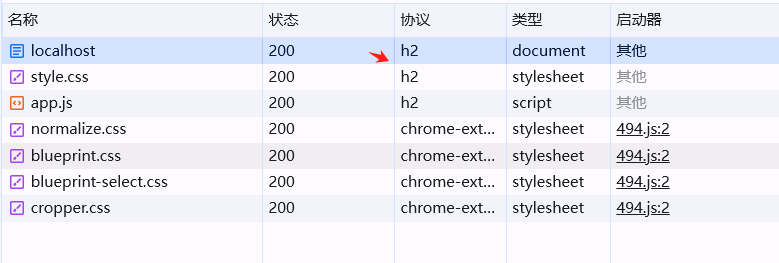 名称 状态 协议 类型 启动器
localhost 200 h2 document 其他
style.css 200 h2 stylesheet 其他
app.js 200 h2 script 其他
normalize.css 200 chrome-ext... stylesheet 494.js:2
blueprint.css 200 chrome-ext... stylesheet 494.js:2
blueprint-select.css 200 chrome-ext... stylesheet 494.js:2
cropper.css 200 chrome-ext... stylesheet 494.js:2